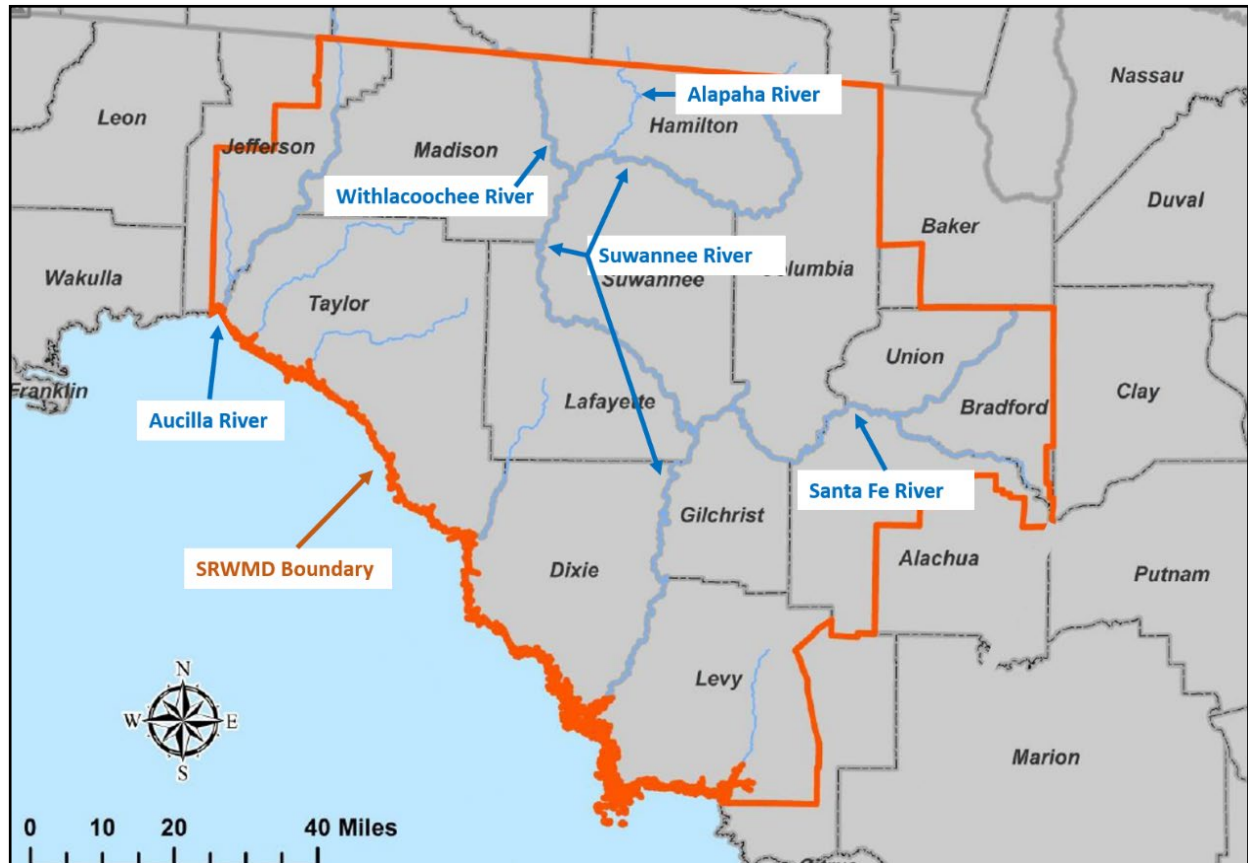 Nassau
Alapaha River
Leon
Hamilton
Jefferson
Madison
Withlacoochee River
Duval
Baker
Suwannee River
Columbia
Wakulla
Suwannee
Taylor
Union
Franklin
Clay
Lafayette
Bradford
Aucilla River
Santa Fe River
Gilchrist
SRWMD Boundary
Dixie
Alachua
Putnam
N
Levy
W
E
S
Marion
0 10 20 40 Miles
Citrus